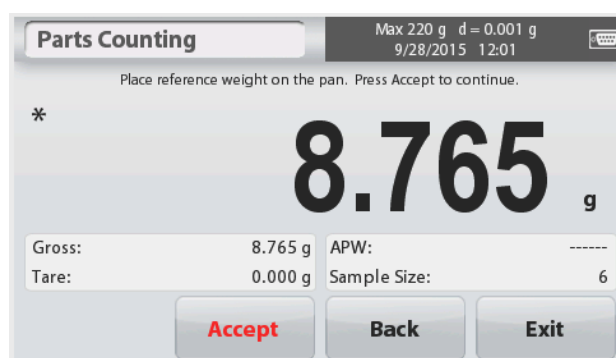 Parts Counting
Max 220 g d = 0.001 g
9/28/2015 12:01
Place reference weight on the pan. Press Accept to continue.
*
8.765 g
Gross: 8.765 g APW: ------
Tare: 0.000 g Sample Size: 6
Accept Back Exit